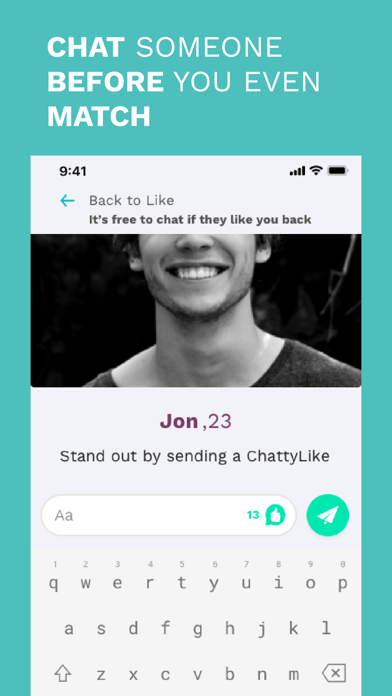 CHAT SOMEONE
BEFORE YOU EVEN
MATCH
9:41
Back to Like
It's free to chat if they like you back
Jon ,23
Stand out by sending a ChattyLike
Aa 13
1 2 3 4 5 6 7 8 9 0
q w e r t y u i o p
a s d f g h j k l
z x c v b n m